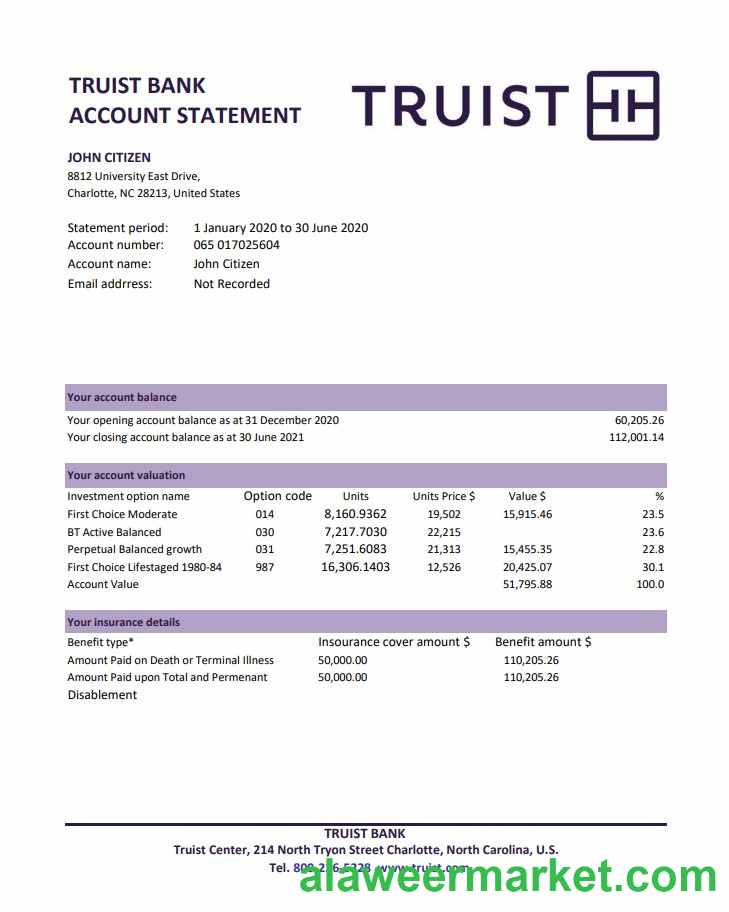 TRUIST BANK
ACCOUNT STATEMENT
TRUIST
JOHN CITIZEN
8812 University East Drive,
Charlotte, NC 28213, United States
Statement period: 1 January 2020 to 30 June 2020
Account number: 065 017025604
Account name: John Citizen
Email addrress: Not Recorded
Your account balance
Your opening account balance as at 31 December 2020 60,205.26
Your closing account balance as at 30 June 2021 112,001.14
Your account valuation
Investment option name Option code Units Units Price $ Value $ %
First Choice Moderate 014 8,160.9362 19,502 15,915.46 23.5
BT Active Balanced 030 7,217.7030 22,215 23.6
Perpetual Balanced growth 031 7,251.6083 21,313 15,455.35 22.8
First Choice Lifestaged 1980-84 987 16,306.1403 12,526 20,425.07 30.1
Account Value 51,795.88 100.0
Your insurance details
Benefit type* Insourance cover amount $ Benefit amount $
Amount Paid on Death or Terminal Illness 50,000.00 110,205.26
Amount Paid upon Total and Permenant 50,000.00 110,205.26
Disablement
TRUIST BANK
Truist Center, 214 North Tryon Street Charlotte, North Carolina, U.S.
Tel. www.truist.com
alaweermarket.com